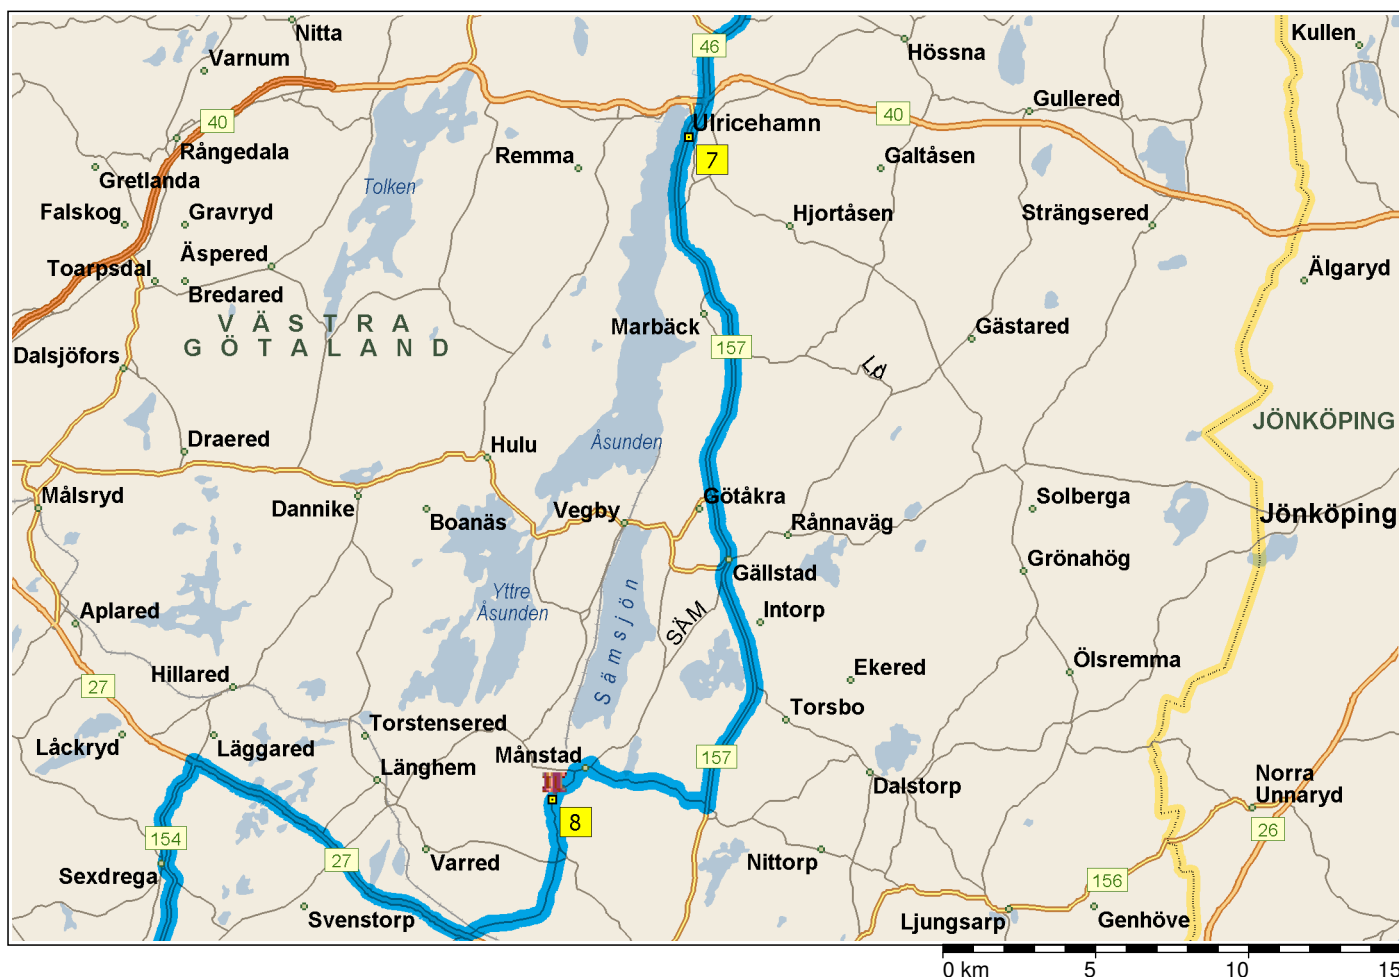 Nitta
Kullen
46
Hössna
Varnum
Gullered
40
40
Ulricehamn
Rångedala
Remma
7
Galtåsen
Gretlanda
Tolken
Falskog
Gravryd
Hjortåsen
Strängsered
Äspered
Toarpsdal
Älgaryd
Bredared
VÄSTRA
GÖTALAND
Marbäck
Gästared
157
Dalsjöfors
JÖNKÖPING
Draered
Hulu
Åsunden
Målsryd
Dannike
Boanäs
Vegby
Götåkra
Rånnaväg
Solberga
Jönköping
Grönahög
Gällstad
Yttre
Åsunden
Aplared
Intorp
SÄM
Sämsjön
Ölsremma
Ekered
Hillared
27
Torsbo
Torstensered
Låckryd
Läggared
Månstad
157
Länghem
Dalstorp
Norra
Unnaryd
8
26
154
27
Varred
Nittorp
Sexdrega
156
Svenstorp
Ljungsarp
Genhöve
0 km 5 10 15